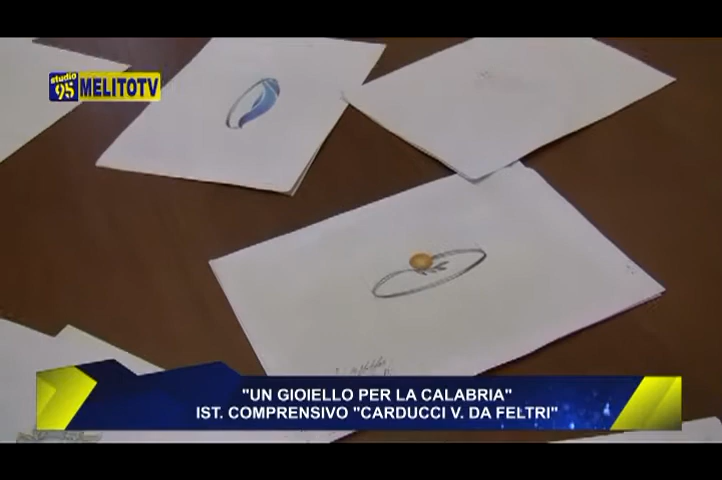 studio
95 MELITOTV
"UN GIOIELLO PER LA CALABRIA"
IST. COMPRENSIVO "CARDUCCI V. DA FELTRI"